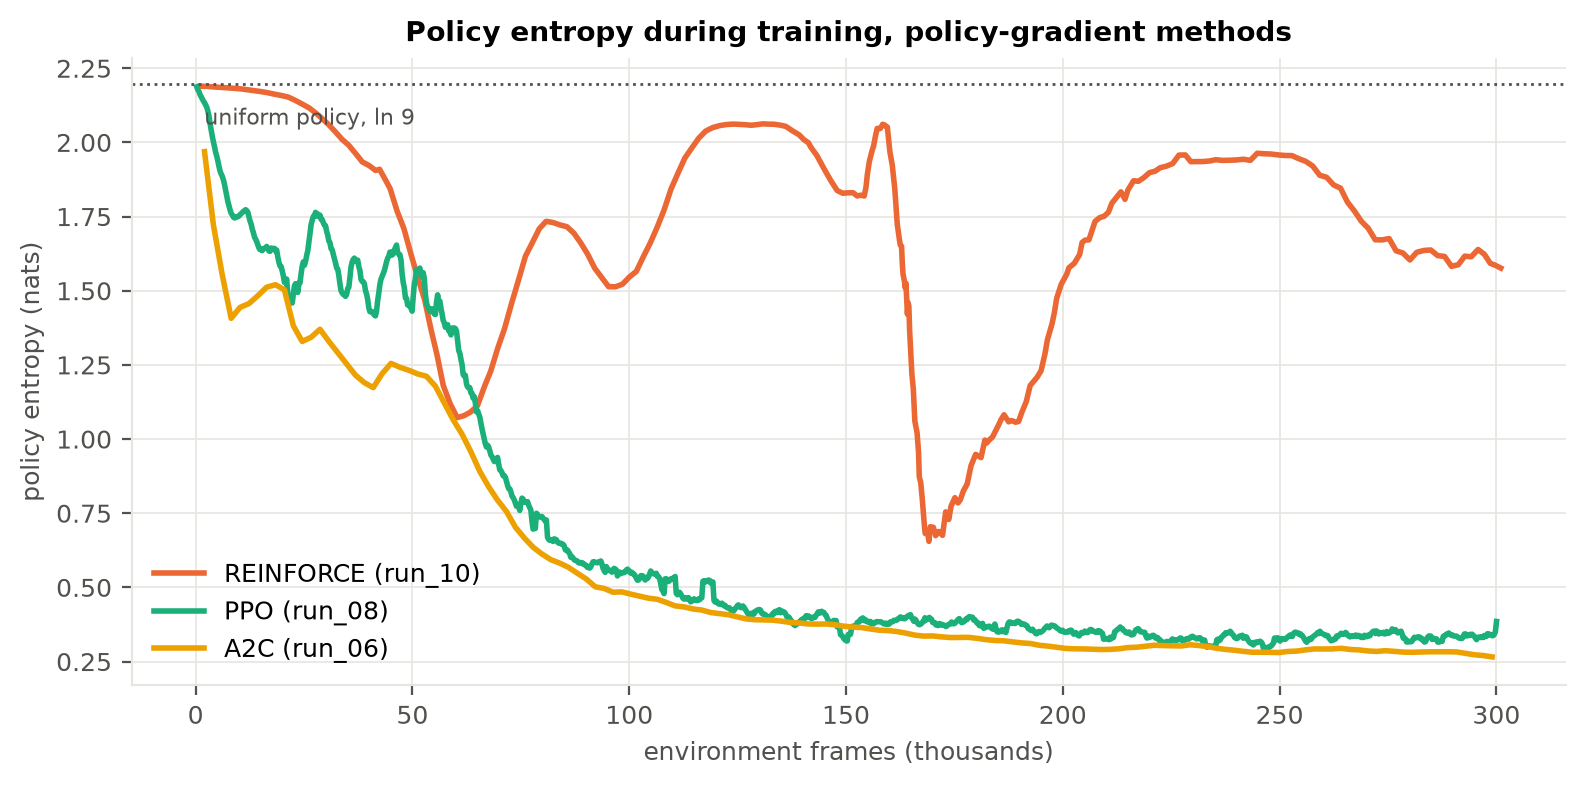 Policy entropy during training, policy-gradient methods
policy entropy (nats)
2.25
2.00
1.75
1.50
1.25
1.00
0.75
0.50
0.25
uniform policy, ln 9
REINFORCE (run_10)
PPO (run_08)
A2C (run_06)
0 50 100 150 200 250 300
environment frames (thousands)